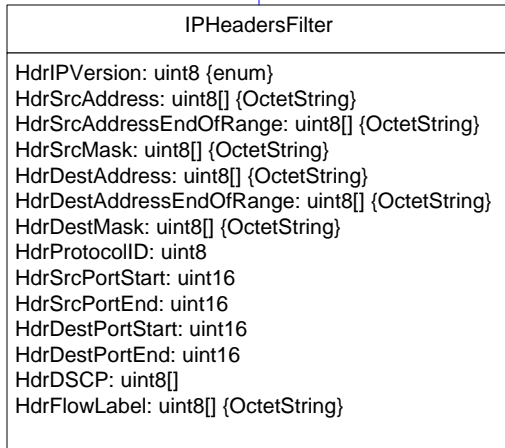 IPHeadersFilter
HdrIPVersion: uint8 {enum}
HdrSrcAddress: uint8[] {OctetString}
HdrSrcAddressEndOfRange: uint8[] {OctetString}
HdrSrcMask: uint8[] {OctetString}
HdrDestAddress: uint8[] {OctetString}
HdrDestAddressEndOfRange: uint8[] {OctetString}
HdrDestMask: uint8[] {OctetString}
HdrProtocolID: uint8
HdrSrcPortStart: uint16
HdrSrcPortEnd: uint16
HdrDestPortStart: uint16
HdrDestPortEnd: uint16
HdrDSCP: uint8[]
HdrFlowLabel: uint8[] {OctetString}